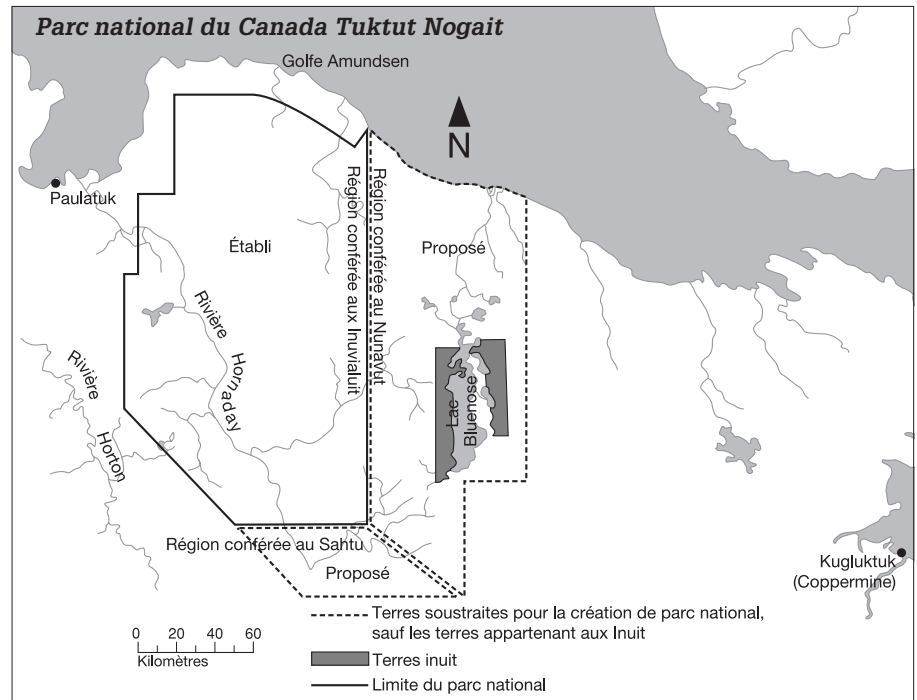 Parc national du Canada Tuktut Nogait
Golfe Amundsen
N
Paulatuk
Région conférée aux Inuvialuit
Région conférée au Nunavut
Établi
Proposé
Rivière
Hornaday
Rivière
Horton
Lac
Bluenose
Région conférée au Sahtu
Proposé
Kugluktuk
(Coppermine)
Terres soustraites pour la création de parc national,
sauf les terres appartenant aux Inuit
0 20 40 60
Kilomètres
Terres inuit
Limite du parc national